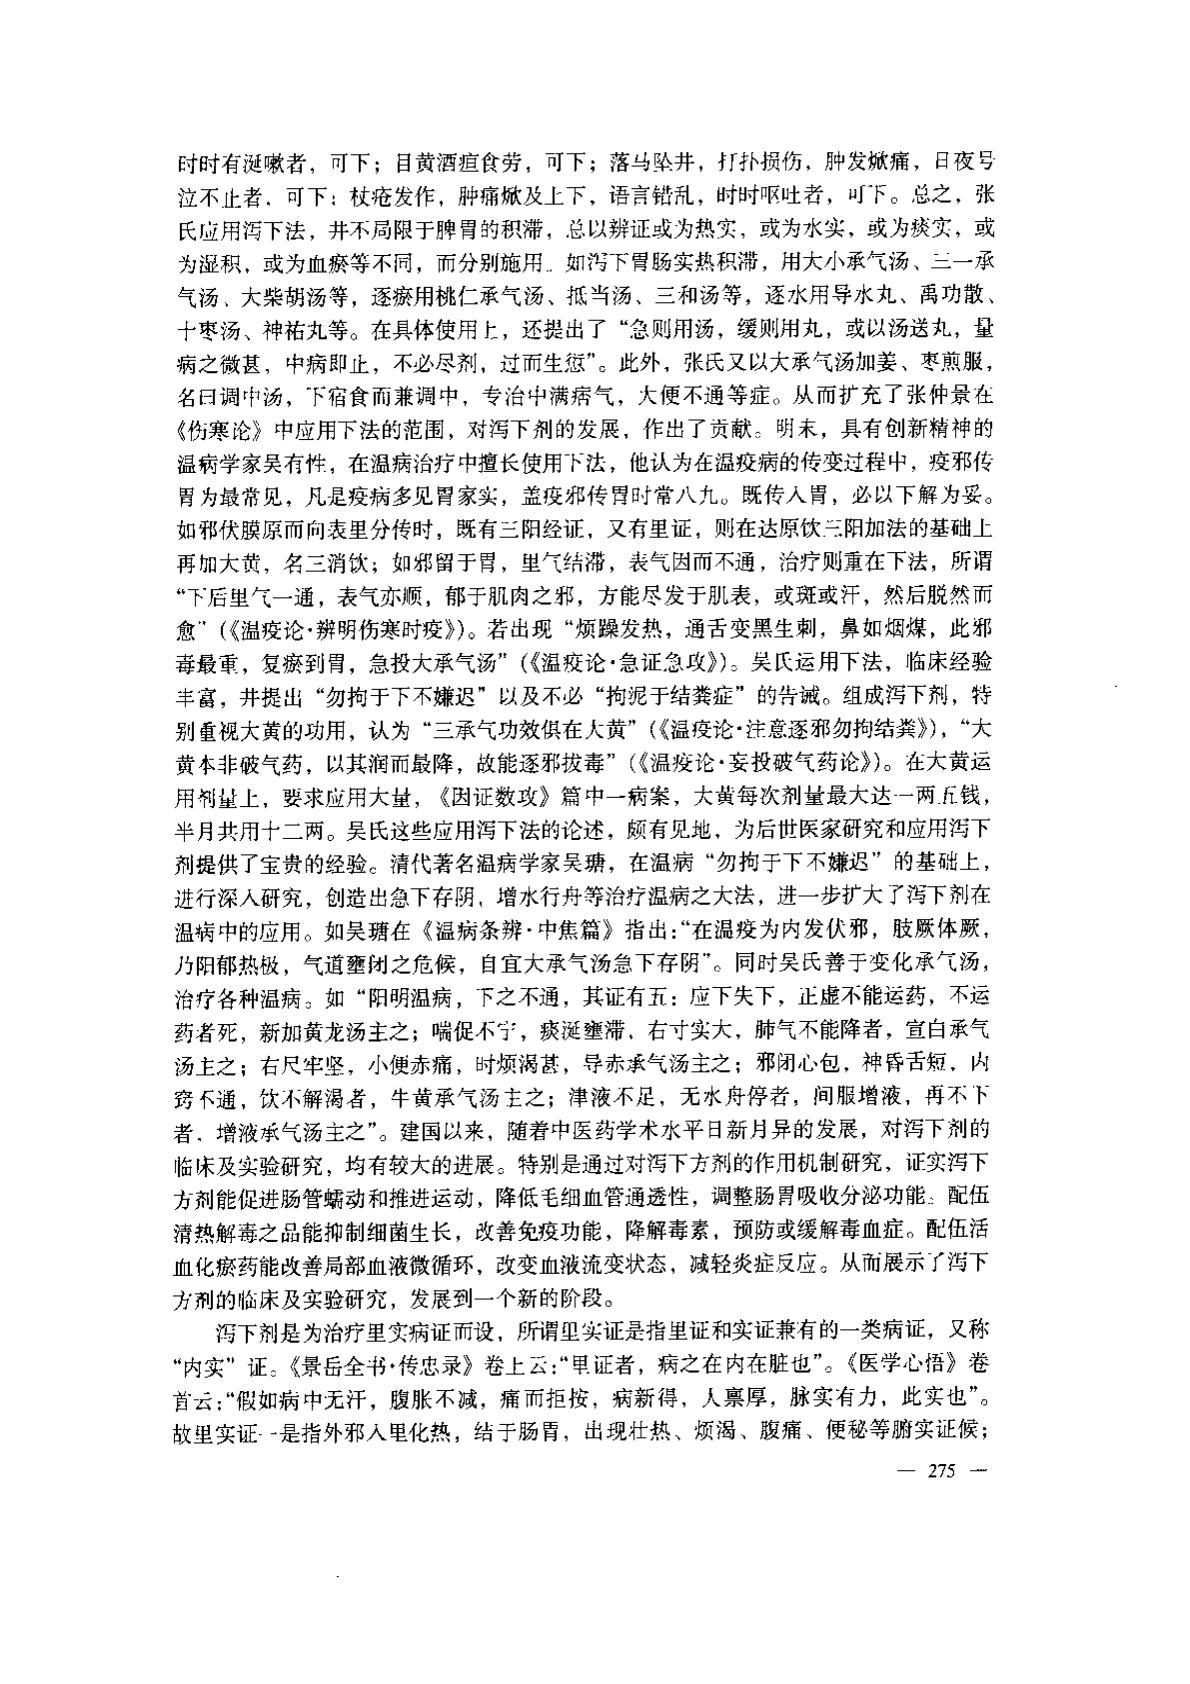 时时有涎嗽者，可下；目黄酒疸食劳，可下；落马坠井，打扑损伤，肿发焮痛，日夜号
泣不止者，可下；杖疮发作，肿痛焮及上下，语言错乱，时时呕吐者，可下。总之，张
氏应用泻下法，并不局限于脾胃的积滞，总以辨证或为热实，或为水实，或为痰实，或
为湿积，或为血瘀等不同，而分别施用。如泻下胃肠实热积滞，用大小承气汤、三一承
气汤、大柴胡汤等，逐瘀用桃仁承气汤、抵当汤、三和汤等，逐水用导水丸、禹功散、
十枣汤、神祐丸等。在具体使用上，还提出了“急则用汤，缓则用丸，或以汤送丸，量
病之微甚，中病即止，不必尽剂，过而生愆”。此外，张氏又以大承气汤加姜、枣煎服，
名曰调中汤，下宿食而兼调中，专治中满痞气，大便不通等症。从而扩充了张仲景在
《伤寒论》中应用下法的范围，对泻下剂的发展，作出了贡献。明末，具有创新精神的
温病学家吴有性，在温病治疗中擅长使用下法，他认为在温疫病的传变过程中，疫邪传
胃为最常见，凡是疫病多见胃家实，盖疫邪传胃时常八九。既传入胃，必以下解为妥。
如邪伏膜原而向表里分传时，既有三阳经证，又有里证，则在达原饮三阳加法的基础上
再加大黄，名三消饮；如邪留于胃，里气结滞，表气因而不通，治疗则重在下法，所谓
“下后里气一通，表气亦顺，郁于肌肉之邪，方能尽发于肌表，或斑或汗，然后脱然而
愈”（《温疫论·辨明伤寒时疫》）。若出现“烦躁发热，通舌变黑生刺，鼻如烟煤，此邪
毒最重，复瘀到胃，急投大承气汤”（《温疫论·急证急攻》）。吴氏运用下法，临床经验
丰富，并提出“勿拘于下不嫌迟”以及不必“拘泥于结粪症”的告诫。组成泻下剂，特
别重视大黄的功用，认为“三承气功效俱在大黄”（《温疫论·注意逐邪勿拘结粪》），“大
黄本非破气药，以其润而最降，故能逐邪拔毒”（《温疫论·妄投破气药论》）。在大黄运
用剂量上，要求应用大量，《因证数攻》篇中一病案，大黄每次剂量最大达一两五钱，
半月共用十二两。吴氏这些应用泻下法的论述，颇有见地，为后世医家研究和应用泻下
剂提供了宝贵的经验。清代著名温病学家吴瑭，在温病“勿拘于下不嫌迟”的基础上，
进行深入研究，创造出急下存阴，增水行舟等治疗温病之大法，进一步扩大了泻下剂在
温病中的应用。如吴瑭在《温病条辨·中焦篇》指出：“在温疫为内发伏邪，肢厥体厥，
乃阳郁热极，气道壅闭之危候，自宜大承气汤急下存阴”。同时吴氏善于变化承气汤，
治疗各种温病。如“阳明温病，下之不通，其证有五：应下失下，正虚不能运药，不运
药者死，新加黄龙汤主之；喘促不宁，痰涎壅滞，右寸实大，肺气不能降者，宣白承气
汤主之；右尺牢坚，小便赤痛，时烦渴甚，导赤承气汤主之；邪闭心包，神昏舌短，内
窍不通，饮不解渴者，牛黄承气汤主之；津液不足，无水舟停者，间服增液，再不下
者，增液承气汤主之”。建国以来，随着中医药学术水平日新月异的发展，对泻下剂的
临床及实验研究，均有较大的进展。特别是通过对泻下方剂的作用机制研究，证实泻下
方剂能促进肠管蠕动和推进运动，降低毛细血管通透性，调整肠胃吸收分泌功能。配伍
清热解毒之品能抑制细菌生长，改善免疫功能，降解毒素，预防或缓解毒血症。配伍活
血化瘀药能改善局部血液微循环，改变血液流变状态，减轻炎症反应。从而展示了泻下
方剂的临床及实验研究，发展到一个新的阶段。
泻下剂是为治疗里实病证而设，所谓里实证是指里证和实证兼有的一类病证，又称
“内实”证。《景岳全书·传忠录》卷上云：“里证者，病之在内在脏也”。《医学心悟》卷
首云：“假如病中无汗，腹胀不减，痛而拒按，病新得，人禀厚，脉实有力，此实也”。
故里实证一是指外邪入里化热，结于肠胃，出现壮热、烦渴、腹痛、便秘等腑实证候；
— 275 —